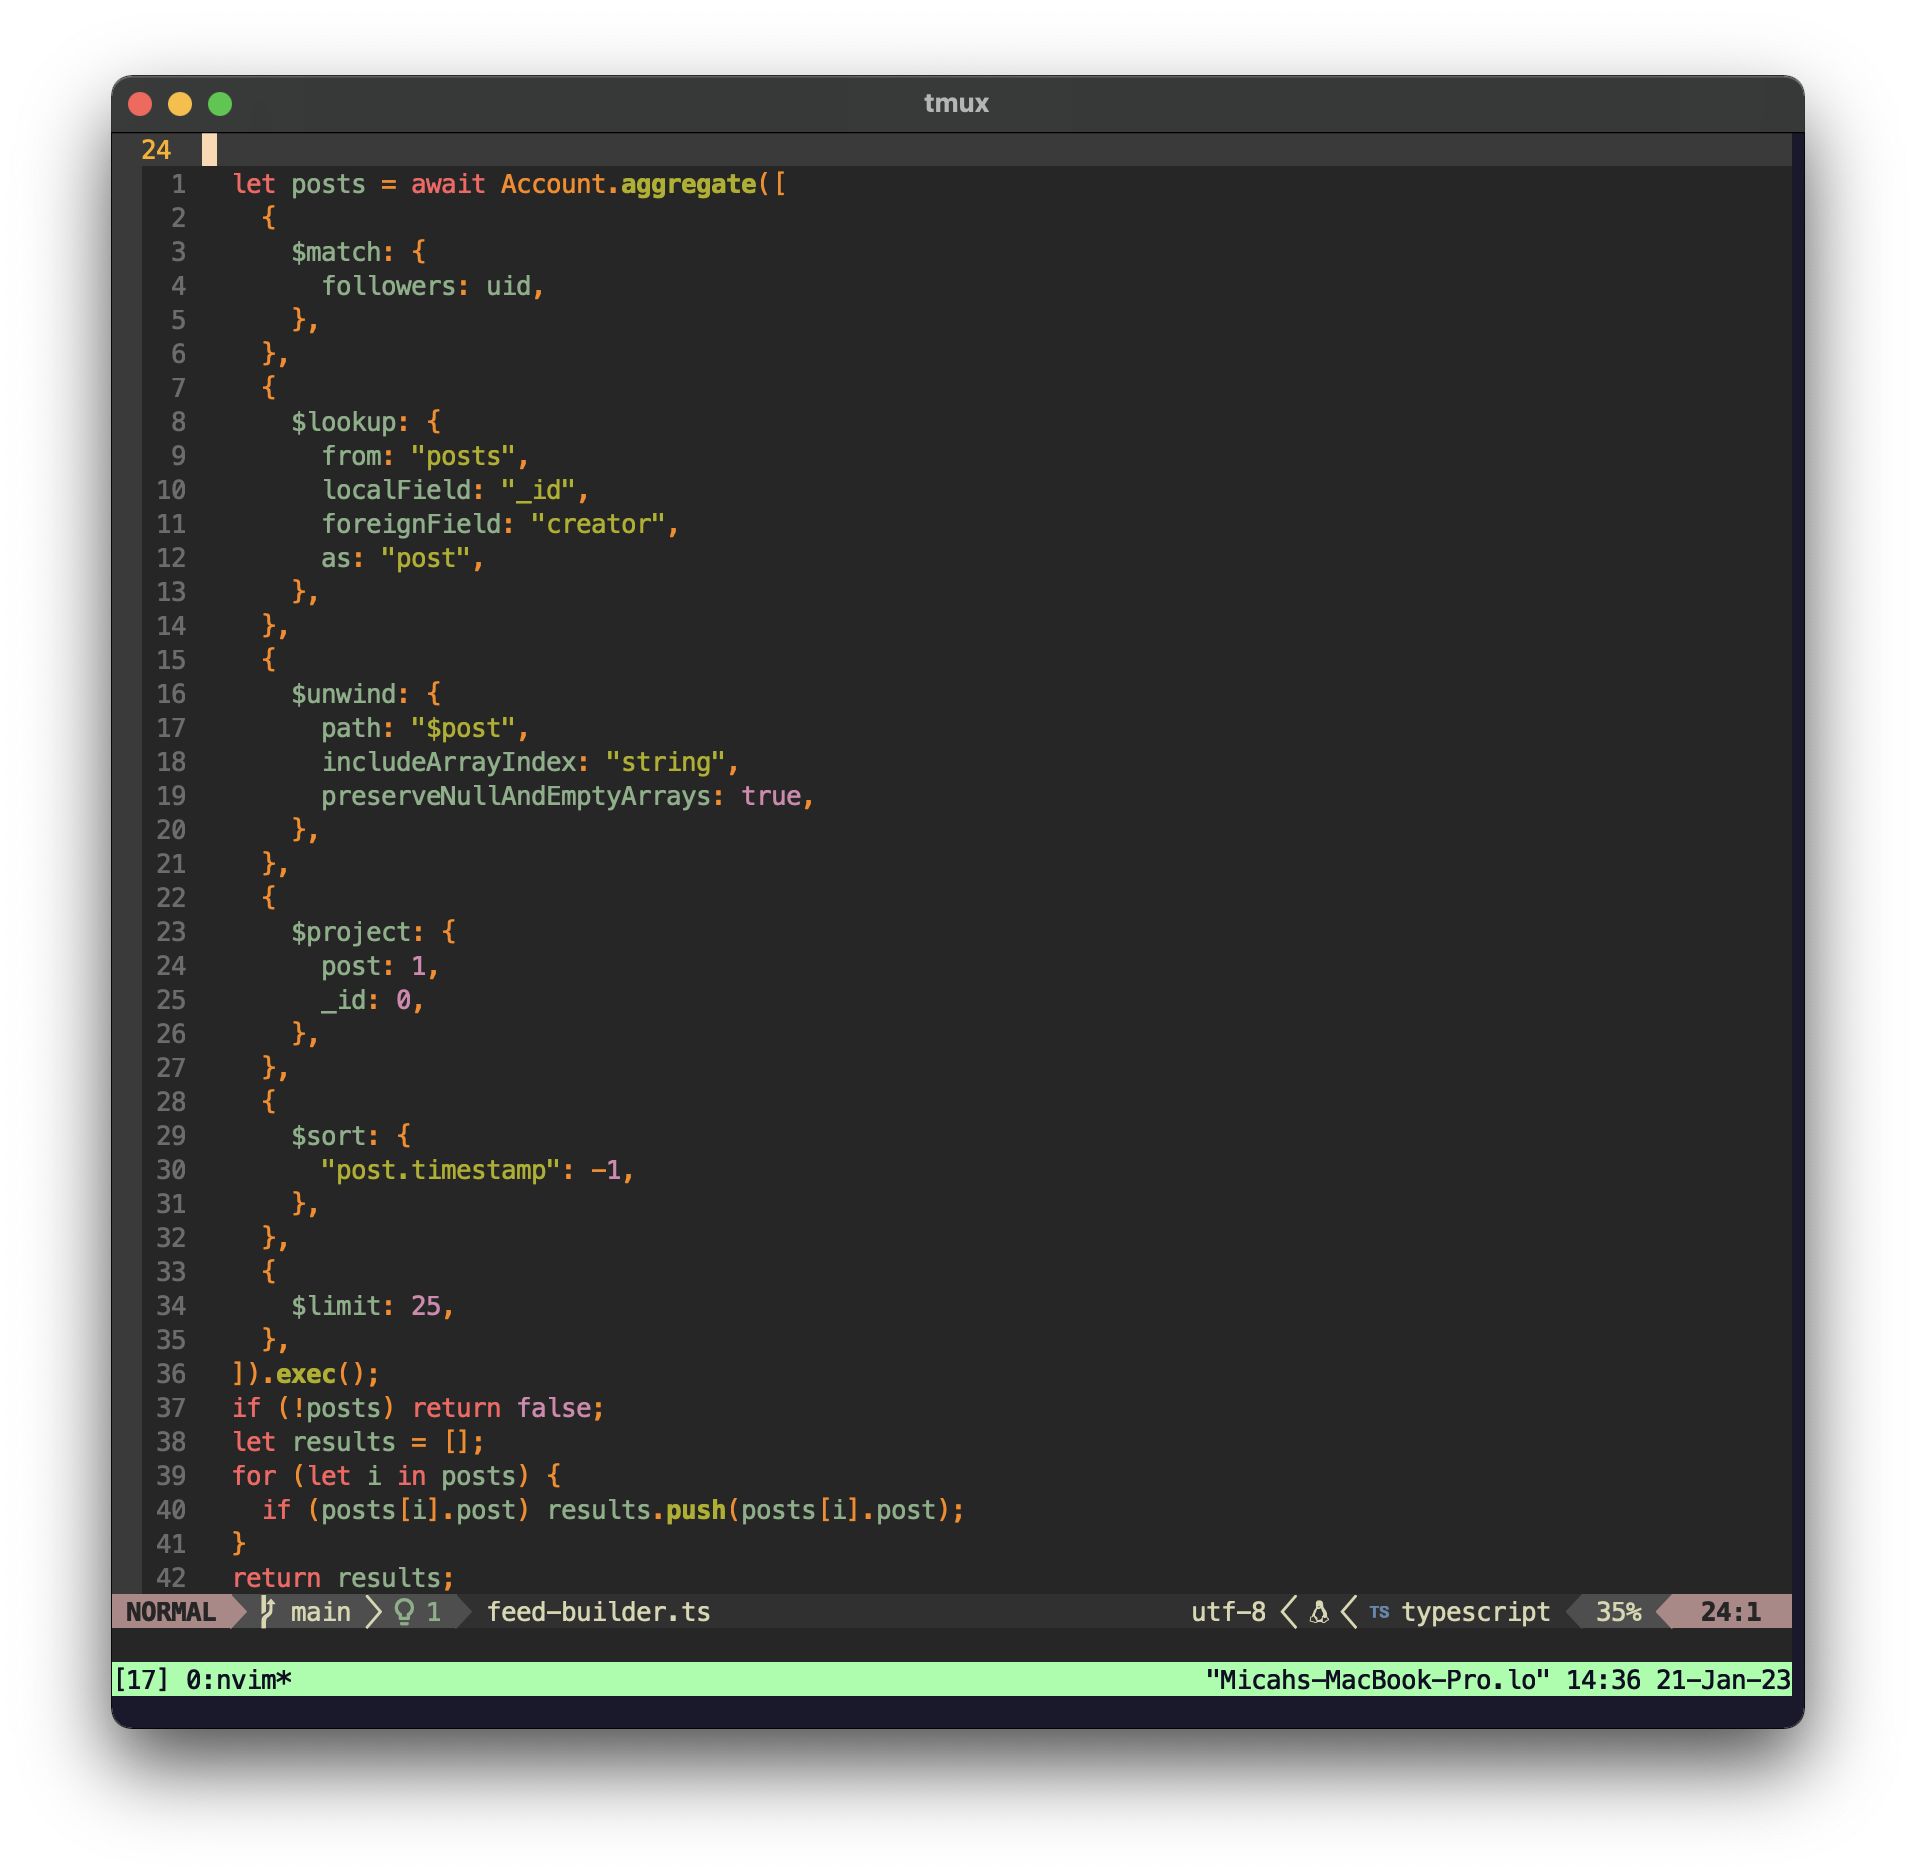 tmux
24
1 let posts = await Account.aggregate([
2 {
3 $match: {
4 followers: uid,
5 },
6 },
7 {
8 $lookup: {
9 from: "posts",
10 localField: "_id",
11 foreignField: "creator",
12 as: "post",
13 },
14 },
15 {
16 $unwind: {
17 path: "$post",
18 includeArrayIndex: "string",
19 preserveNullAndEmptyArrays: true,
20 },
21 },
22 {
23 $project: {
24 post: 1,
25 _id: 0,
26 },
27 },
28 {
29 $sort: {
30 "post.timestamp": -1,
31 },
32 },
33 {
34 $limit: 25,
35 },
36 ]).exec();
37 if (!posts) return false;
38 let results = [];
39 for (let i in posts) {
40 if (posts[i].post) results.push(posts[i].post);
41 }
42 return results;
NORMAL main 1 feed-builder.ts utf-8 TS typescript 35% 24:1
[17] 0:nvim* "Micahs-MacBook-Pro.lo" 14:36 21-Jan-23